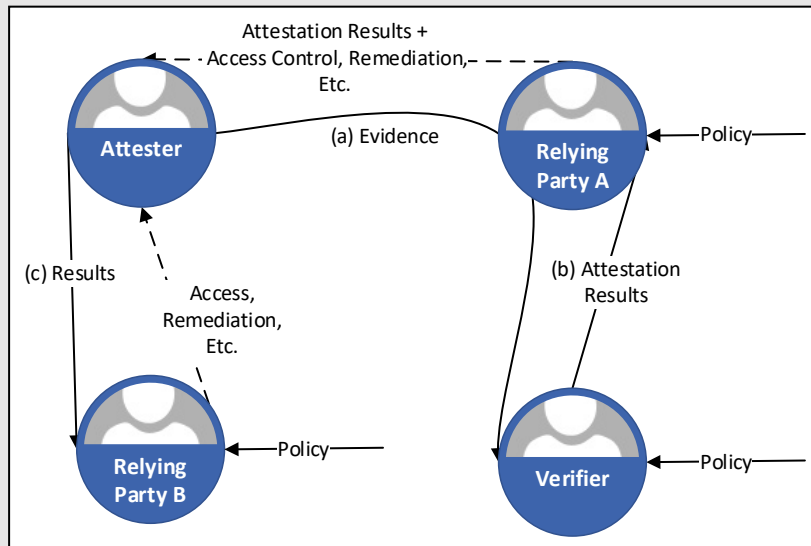 Attestation Results +
Access Control, Remediation,
Etc.
Attester
(a) Evidence
Relying
Party A
Policy
(c) Results
Access,
Remediation,
Etc.
(b) Attestation
Results
Relying
Party B
Policy
Verifier
Policy